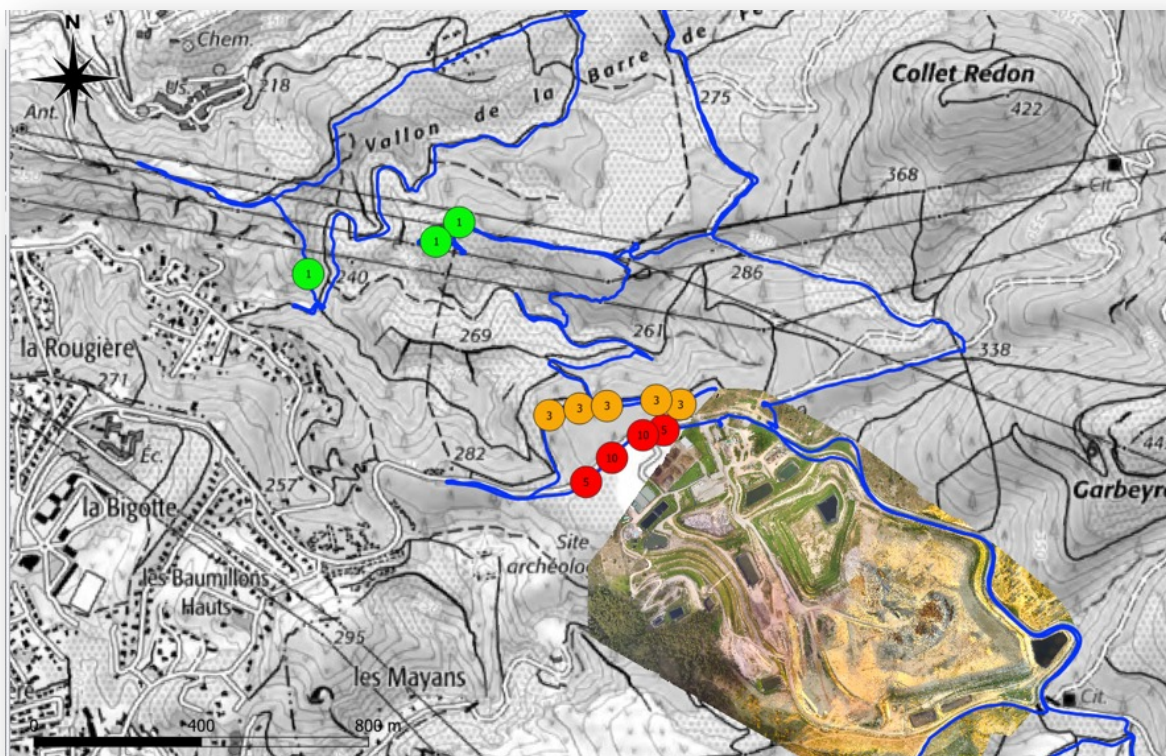 N
Chem.
Us.
218
Ant.
Vallon de la Barre de
275
Collet Redon
422
Cit.
368
1
1
1
240
286
269
261
338
la Rougière
271
3
3
3
3
3
10
5
10
5
282
Éc.
257
la Bigotte
Garbeyr
Site
archéolo
les Baumillons
Hauts
295
les Mayans
Cit.
0 400 800 m